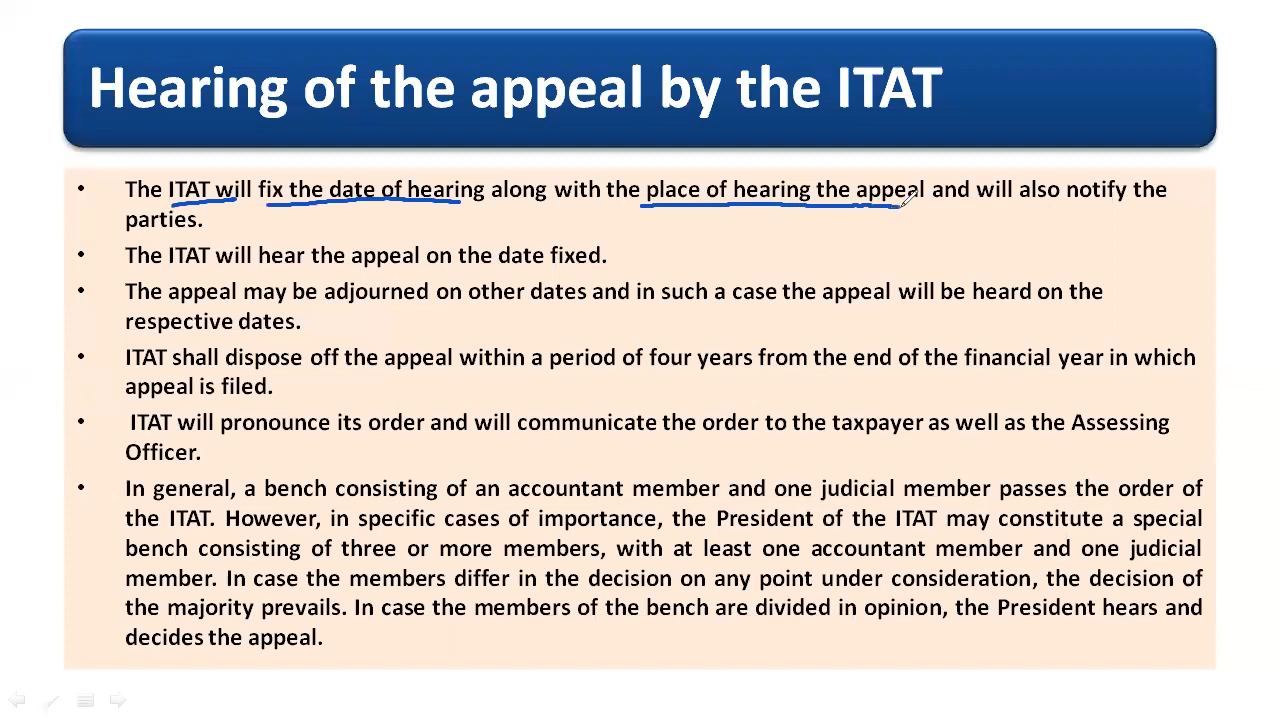 Hearing of the appeal by the ITAT
• The ITAT will fix the date of hearing along with the place of hearing the appeal and will also notify the
parties.
• The ITAT will hear the appeal on the date fixed.
• The appeal may be adjourned on other dates and in such a case the appeal will be heard on the
respective dates.
• ITAT shall dispose off the appeal within a period of four years from the end of the financial year in which
appeal is filed.
• ITAT will pronounce its order and will communicate the order to the taxpayer as well as the Assessing
Officer.
• In general, a bench consisting of an accountant member and one judicial member passes the order of
the ITAT. However, in specific cases of importance, the President of the ITAT may constitute a special
bench consisting of three or more members, with at least one accountant member and one judicial
member. In case the members differ in the decision on any point under consideration, the decision of
the majority prevails. In case the members of the bench are divided in opinion, the President hears and
decides the appeal.